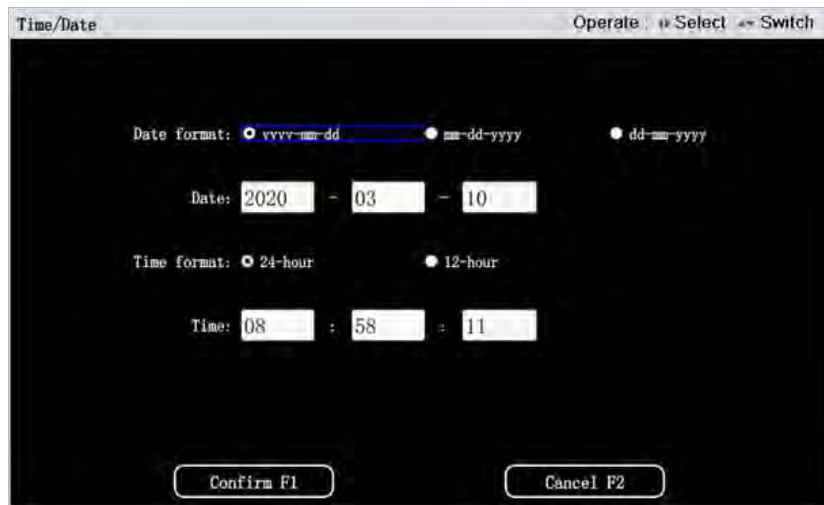 Time/Date Operate : Select Switch
Date format: yyyy-mm-dd mm-dd-yyyy dd-mm-yyyy
Date: 2020 - 03 - 10
Time format: 24-hour 12-hour
Time: 08 : 58 : 11
Confirm F1 Cancel F2